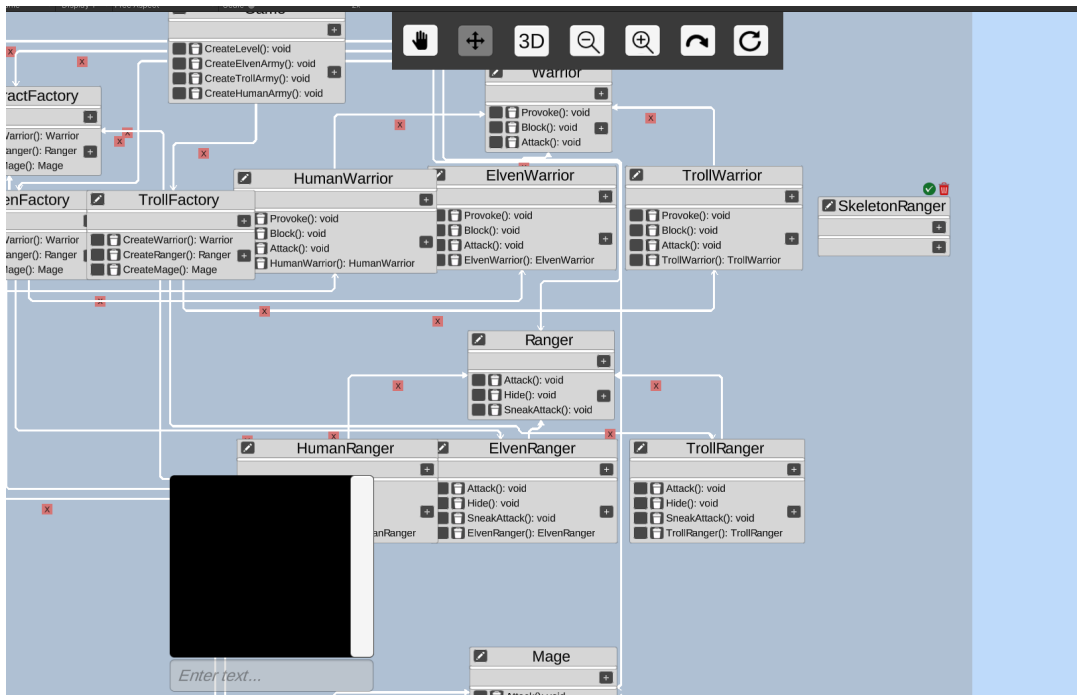 Game
CreateLevel(): void
CreateElvenArmy(): void
CreateTrollArmy(): void
CreateHumanArmy(): void
3D
Warrior
Provoke(): void
Block(): void
Attack(): void
ractFactory
Warrior(): Warrior
Ranger(): Ranger
Mage(): Mage
enFactory
Warrior(): Warrior
Ranger(): Ranger
Mage(): Mage
TrollFactory
CreateWarrior(): Warrior
CreateRanger(): Ranger
CreateMage(): Mage
HumanWarrior
Provoke(): void
Block(): void
Attack(): void
HumanWarrior(): HumanWarrior
ElvenWarrior
Provoke(): void
Block(): void
Attack(): void
ElvenWarrior(): ElvenWarrior
TrollWarrior
Provoke(): void
Block(): void
Attack(): void
TrollWarrior(): TrollWarrior
SkeletonRanger
Ranger
Attack(): void
Hide(): void
SneakAttack(): void
HumanRanger
anRanger
ElvenRanger
Attack(): void
Hide(): void
SneakAttack(): void
ElvenRanger(): ElvenRanger
TrollRanger
Attack(): void
Hide(): void
SneakAttack(): void
TrollRanger(): TrollRanger
Enter text...
Mage
Attack(): void